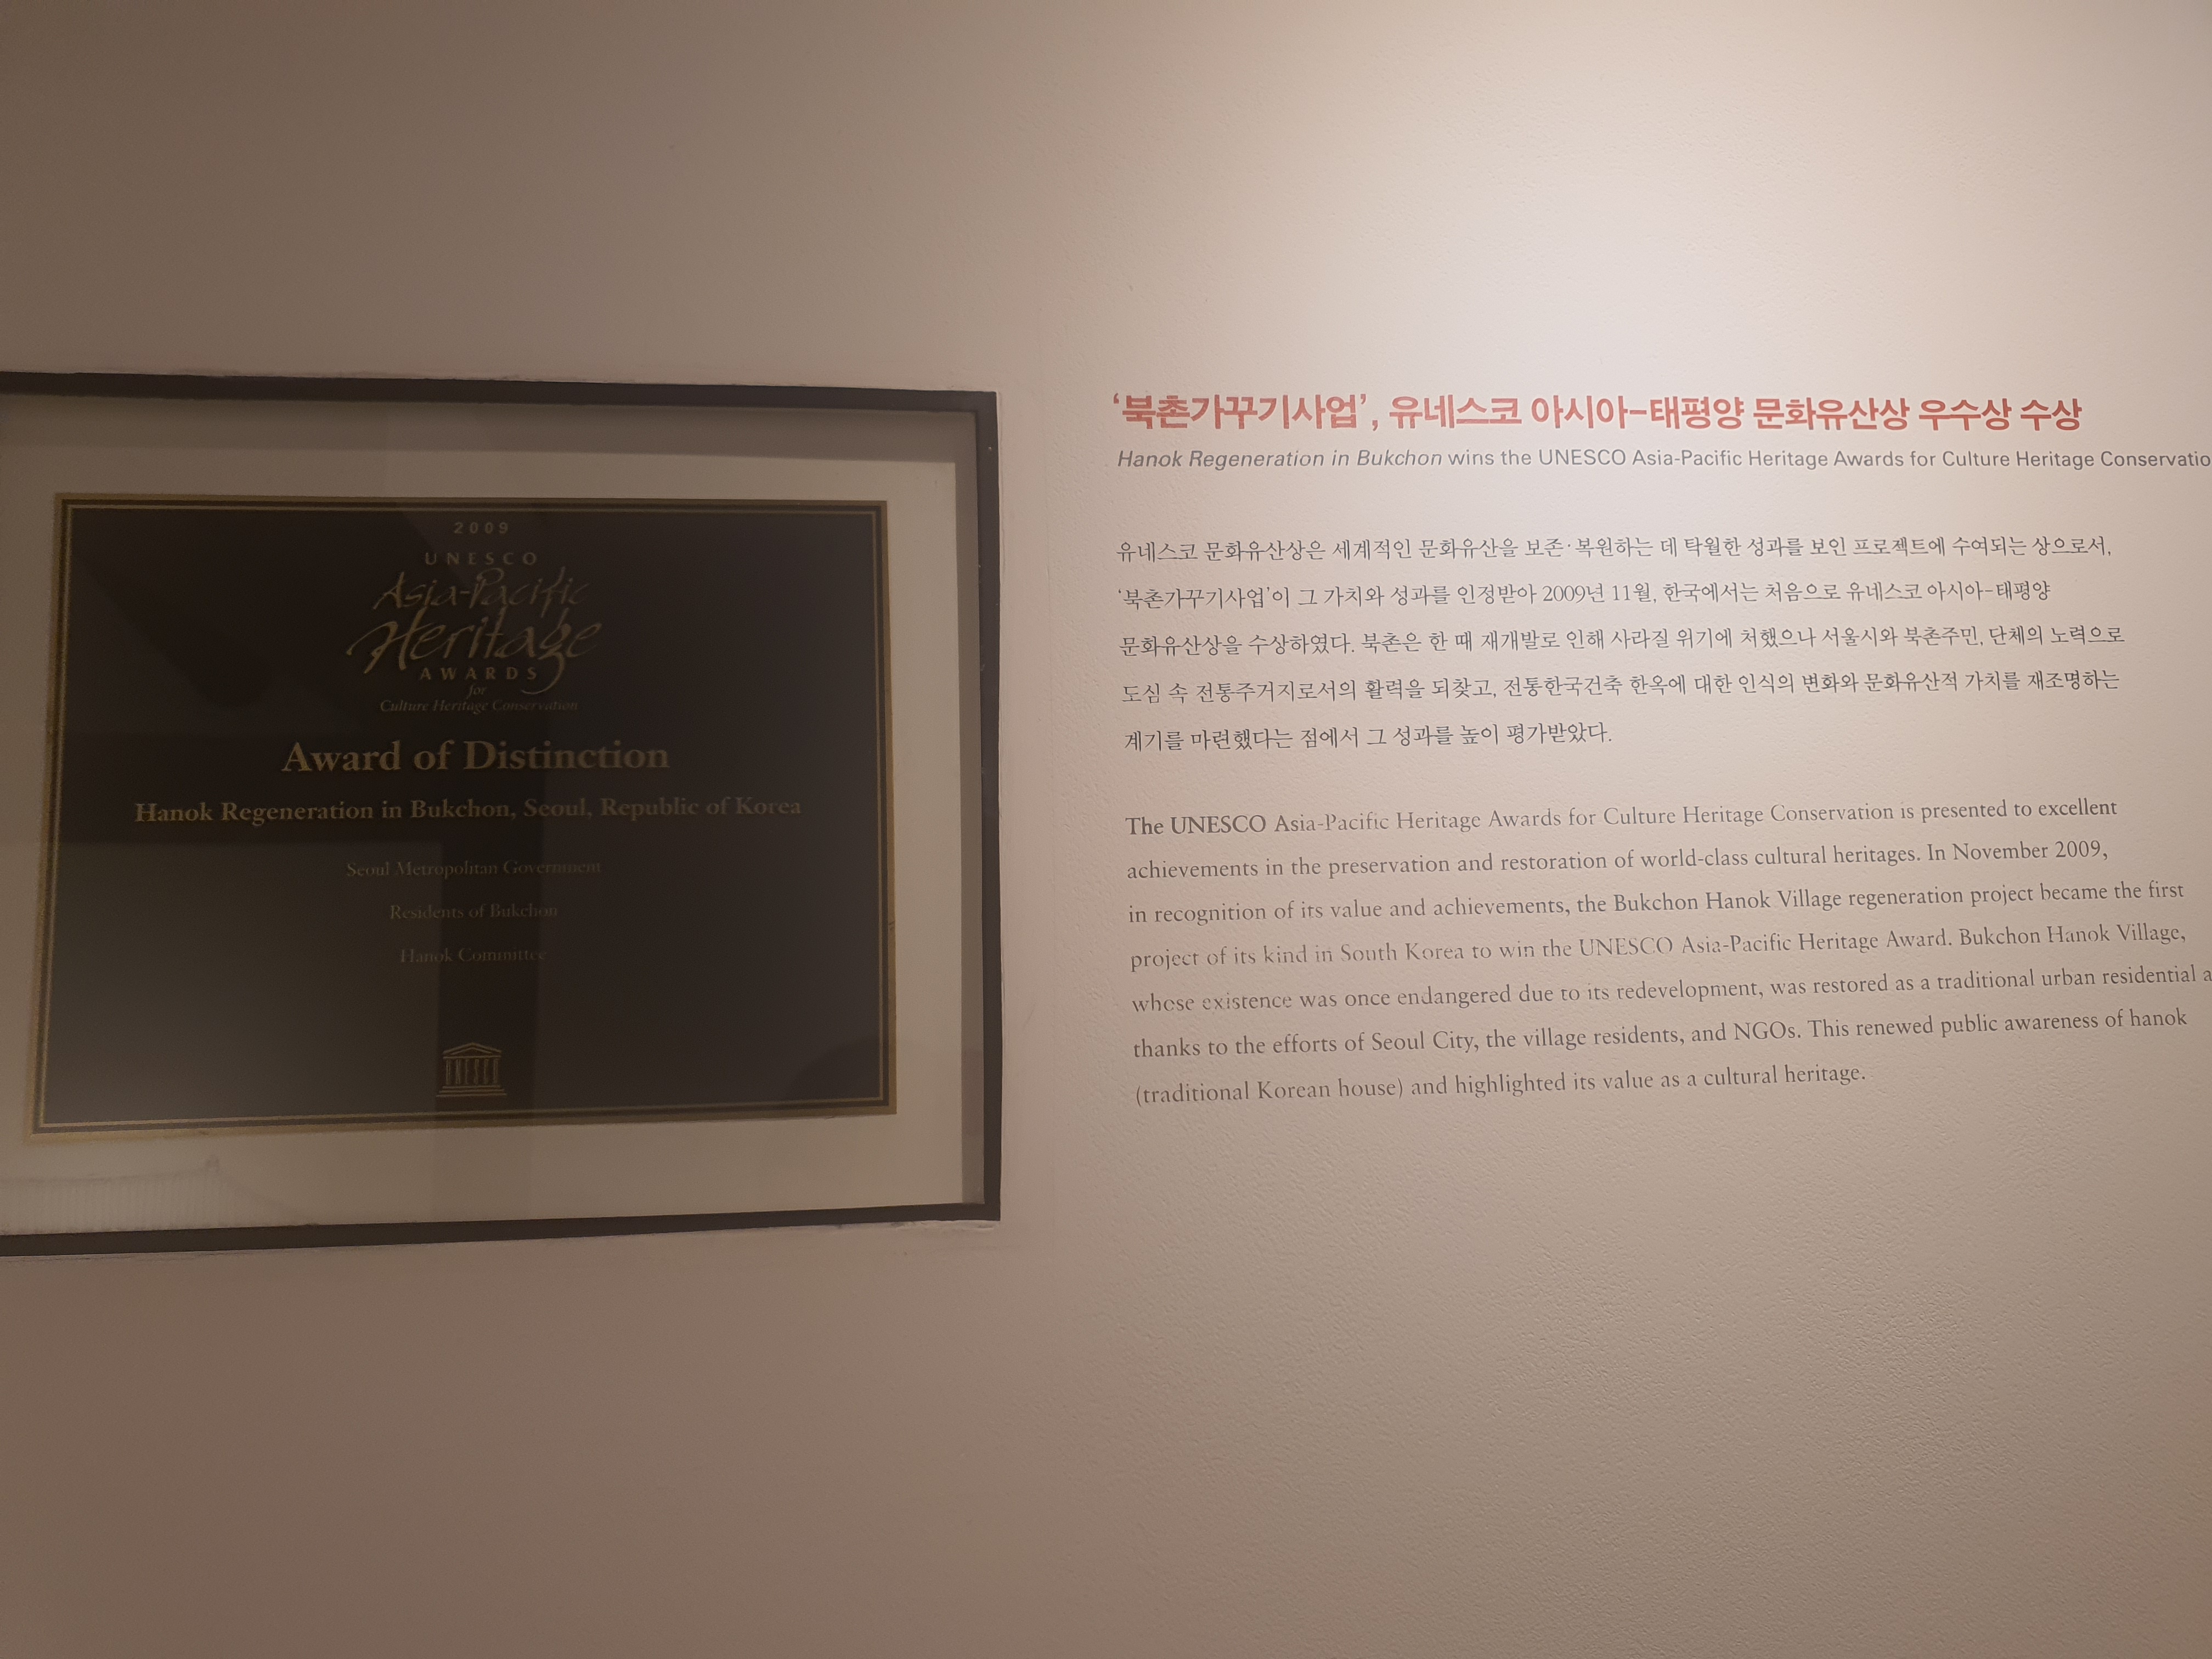 2009
UNESCO
Asia-Pacific
Heritage
AWARDS
for
Culture Heritage Conservation
Award of Distinction
Hanok Regeneration in Bukchon, Seoul, Republic of Korea
Seoul Metropolitan Government
Residents of Bukchon
Hanok Committee
UNESCO
‘북촌가꾸기사업’, 유네스코 아시아-태평양 문화유산상 우수상 수상
Hanok Regeneration in Bukchon wins the UNESCO Asia-Pacific Heritage Awards for Culture Heritage Conservatio
유네스코 문화유산상은 세계적인 문화유산을 보존·복원하는 데 탁월한 성과를 보인 프로젝트에 수여되는 상으로서,
‘북촌가꾸기사업’이 그 가치와 성과를 인정받아 2009년 11월, 한국에서는 처음으로 유네스코 아시아-태평양
문화유산상을 수상하였다. 북촌은 한 때 재개발로 인해 사라질 위기에 처했으나 서울시와 북촌주민, 단체의 노력으로
도심 속 전통주거지로서의 활력을 되찾고, 전통한국건축 한옥에 대한 인식의 변화와 문화유산적 가치를 재조명하는
계기를 마련했다는 점에서 그 성과를 높이 평가받았다.
The UNESCO Asia-Pacific Heritage Awards for Culture Heritage Conservation is presented to excellent
achievements in the preservation and restoration of world-class cultural heritages. In November 2009,
in recognition of its value and achievements, the Bukchon Hanok Village regeneration project became the first
project of its kind in South Korea to win the UNESCO Asia-Pacific Heritage Award. Bukchon Hanok Village,
whose existence was once endangered due to its redevelopment, was restored as a traditional urban residential a
thanks to the efforts of Seoul City, the village residents, and NGOs. This renewed public awareness of hanok
(traditional Korean house) and highlighted its value as a cultural heritage.